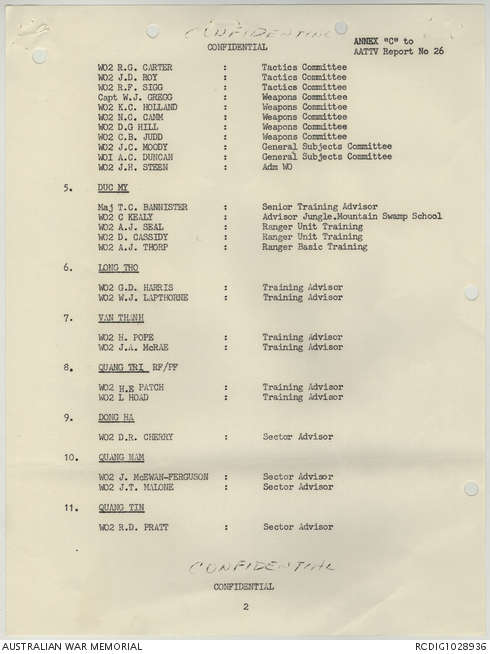 CONFIDENTIAL
CONFIDENTIAL
ANNEX "C" to
AATTV Report No 26
WO2 R.G. CARTER : Tactics Committee
WO2 J.D. ROY : Tactics Committee
WO2 R.F. SIGG : Tactics Committee
Capt W.J. GREGG : Weapons Committee
WO2 K.C. HOLLAND : Weapons Committee
WO2 N.C. CANN : Weapons Committee
WO2 D.G HILL : Weapons Committee
WO2 C.B. JUDD : Weapons Committee
WO2 J.C. MOODY : General Subjects Committee
WOI A.C. DUNCAN : General Subjects Committee
WO2 J.H. STEEN : Adm WO
5. DUC MY
Maj T.C. BANNISTER : Senior Training Advisor
WO2 C KEALY : Advisor Jungle.Mountain Swamp School
WO2 A.J. SEAL : Ranger Unit Training
WO2 D. CASSIDY : Ranger Unit Training
WO2 A.J. THORP : Ranger Basic Training
6. LONG THO
WO2 G.D. HARRIS : Training Advisor
WO2 W.J. LAPTHORNE : Training Advisor
7. VAN THANH
WO2 H. POPE : Training Advisor
WO2 J.A. McRAE : Training Advisor
8. QUANG TRI RF/PF
WO2 H.E PATCH : Training Advisor
WO2 L HOAD : Training Advisor
9. DONG HA
WO2 D.R. CHERRY : Sector Advisor
10. QUANG NAM
WO2 J. McEWAN-FERGUSON : Sector Advisor
WO2 J.T. MALONE : Sector Advisor
11. QUANG TIN
WO2 R.D. PRATT : Sector Advisor
CONFIDENTIAL
CONFIDENTIAL
2
AUSTRALIAN WAR MEMORIAL
RCDIG1028936